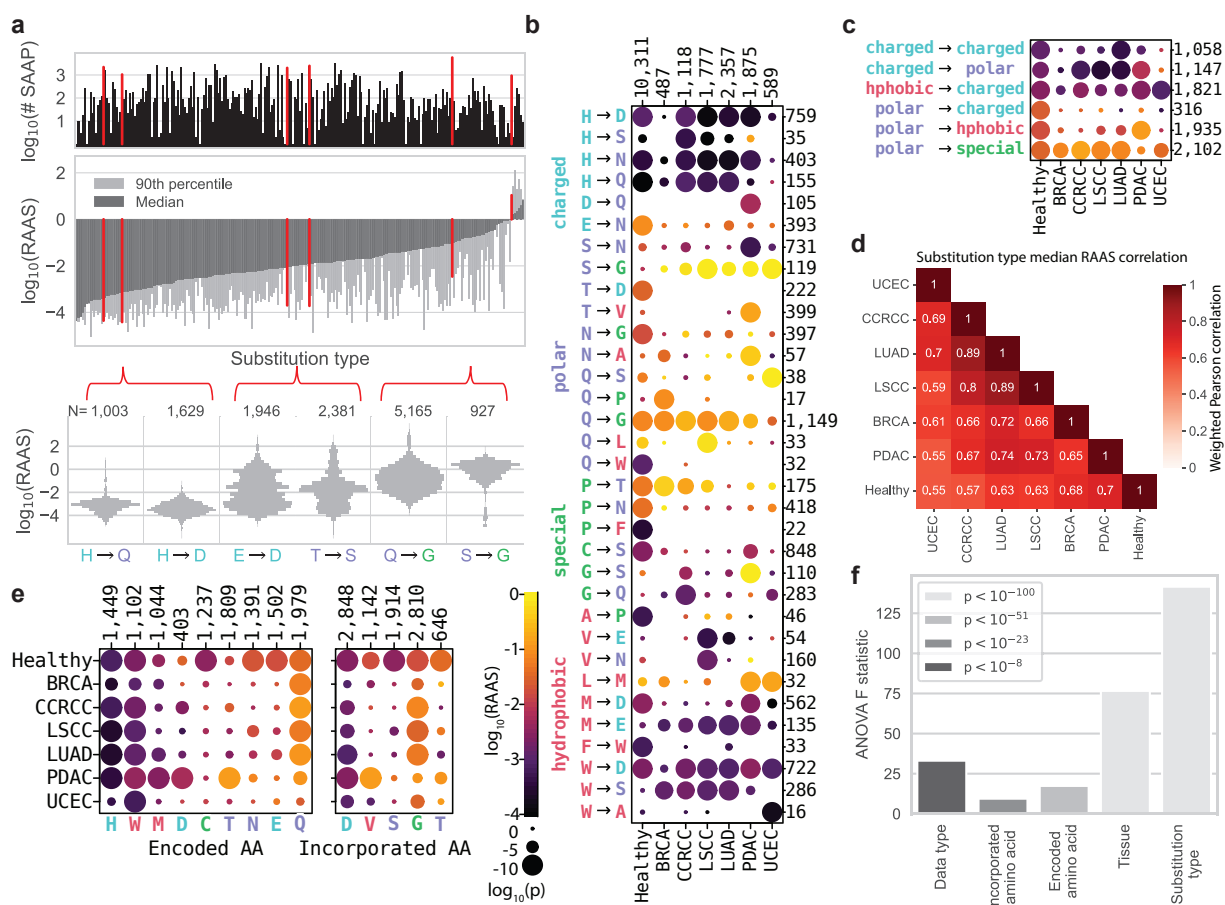 a
log10(# SAAP)
3
2
1
90th percentile
Median
log10(RAAS)
0
−2
−4
Substitution type
N= 1,003
1,629
1,946
2,381
5,165
927
log10(RAAS)
2
0
−2
−4
H→Q
H→D
E→D
T→S
Q→G
S→G
b
10,311
487
1,118
1,777
2,357
1,875
589
charged
polar
special
hydrophobic
H→D 759
H→S 35
H→N 403
H→Q 155
D→Q 105
E→N 393
S→N 731
S→G 119
T→D 222
T→V 399
N→G 397
N→A 57
Q→S 38
Q→P 17
Q→G 1,149
Q→L 33
Q→W 32
P→T 175
P→N 418
P→F 22
C→S 848
G→S 110
G→Q 283
A→P 46
V→E 54
V→N 160
L→M 32
M→D 562
M→E 135
F→W 33
W→D 722
W→S 286
W→A 16
Healthy
BRCA
CCRCC
LSCC
LUAD
PDAC
UCEC
c
charged→charged 1,058
charged→polar 1,147
hphobic→charged 1,821
polar→charged 316
polar→hphobic 1,935
polar→special 2,102
Healthy
BRCA
CCRCC
LSCC
LUAD
PDAC
UCEC
d
Substitution type median RAAS correlation
UCEC 1
CCRCC 0.69 1
LUAD 0.7 0.89 1
LSCC 0.59 0.8 0.89 1
BRCA 0.61 0.66 0.72 0.66 1
PDAC 0.55 0.67 0.74 0.73 0.65 1
Healthy 0.55 0.57 0.63 0.63 0.68 0.7 1
UCEC
CCRCC
LUAD
LSCC
BRCA
PDAC
Healthy
1
0.8
0.6
0.4
0.2
0
Weighted Pearson correlation
e
1,449
1,102
1,044
403
1,237
1,809
1,391
1,502
1,979
2,848
1,142
1,914
2,810
646
Healthy
BRCA
CCRCC
LSCC
LUAD
PDAC
UCEC
H W M D C T N E Q
Encoded AA
D V S G T
Incorporated AA
log10(RAAS)
0
-1
-2
-3
-4
0
-5
-10
log10(p)
f
p < 10−100
p < 10−51
p < 10−23
p < 10−8
ANOVA F statistic
125
100
75
50
25
0
Data type
ncorporated amino acid
Encoded amino acid
Tissue
Substitution type